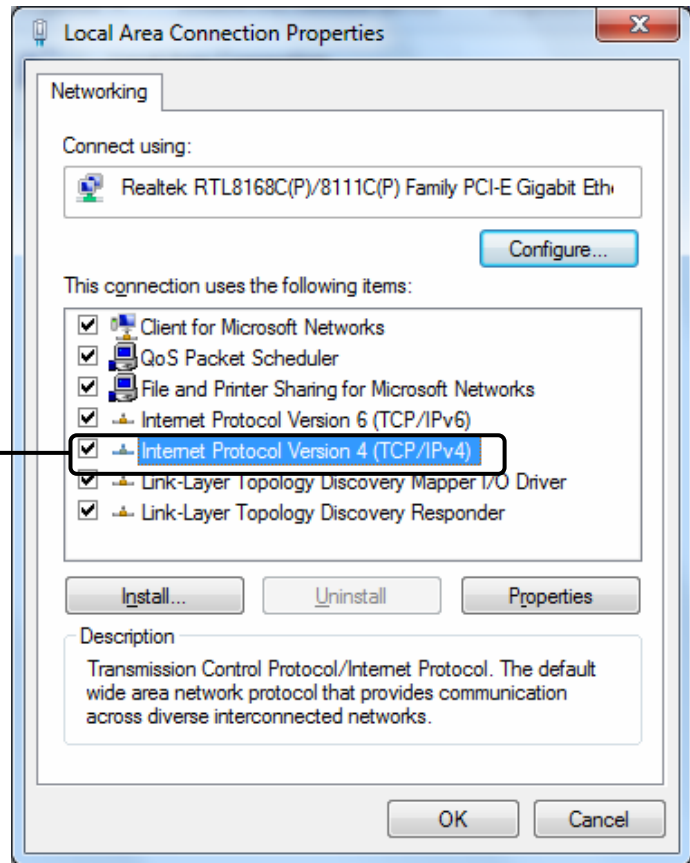 Local Area Connection Properties
Networking
Connect using:
Realtek RTL8168C(P)/8111C(P) Family PCI-E Gigabit Eth
Configure...
This connection uses the following items:
Client for Microsoft Networks
QoS Packet Scheduler
File and Printer Sharing for Microsoft Networks
Internet Protocol Version 6 (TCP/IPv6)
Internet Protocol Version 4 (TCP/IPv4)
Link-Layer Topology Discovery Mapper I/O Driver
Link-Layer Topology Discovery Responder
Install... Uninstall Properties
Description
Transmission Control Protocol/Internet Protocol. The default
wide area network protocol that provides communication
across diverse interconnected networks.
OK Cancel